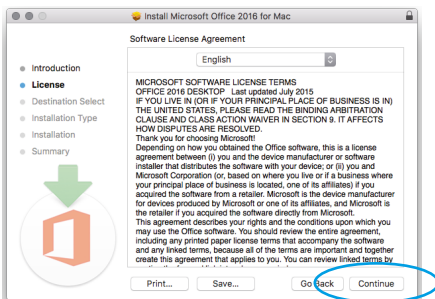 Install Microsoft Office 2016 for Mac
Software License Agreement
Introduction
License
Destination Select
Installation Type
Installation
Summary
English
MICROSOFT SOFTWARE LICENSE TERMS
OFFICE 2016 DESKTOP Last updated July 2015
IF YOU LIVE IN (OR IF YOUR PRINCIPAL PLACE OF BUSINESS IS IN)
THE UNITED STATES, PLEASE READ THE BINDING ARBITRATION
CLAUSE AND CLASS ACTION WAIVER IN SECTION 9. IT AFFECTS
HOW DISPUTES ARE RESOLVED.
Thank you for choosing Microsoft!
Depending on how you obtained the Office software, this is a license
agreement between (i) you and the device manufacturer or software
installer that distributes the software with your device; or (ii) you and
Microsoft Corporation (or, based on where you live or if a business where
your principal place of business is located, one of its affiliates) if you
acquired the software from a retailer. Microsoft is the device manufacturer
for devices produced by Microsoft or one of its affiliates, and Microsoft is
the retailer if you acquired the software directly from Microsoft.
This agreement describes your rights and the conditions upon which you
may use the Office software. You should review the entire agreement,
including any printed paper license terms that accompany the software
and any linked terms, because all of the terms are important and together
create this agreement that applies to you. You can review linked terms by
Print...
Save...
Go Back
Continue